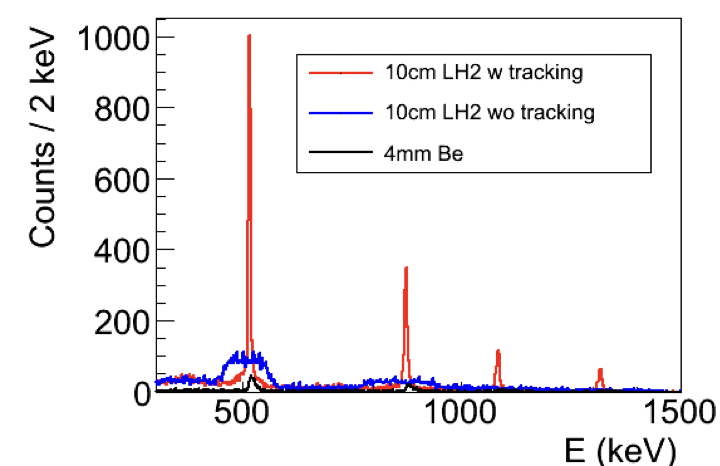 Counts / 2 keV
1000
800
600
400
200
0
10cm LH2 w tracking
10cm LH2 wo tracking
4mm Be
500
1000
1500
E (keV)